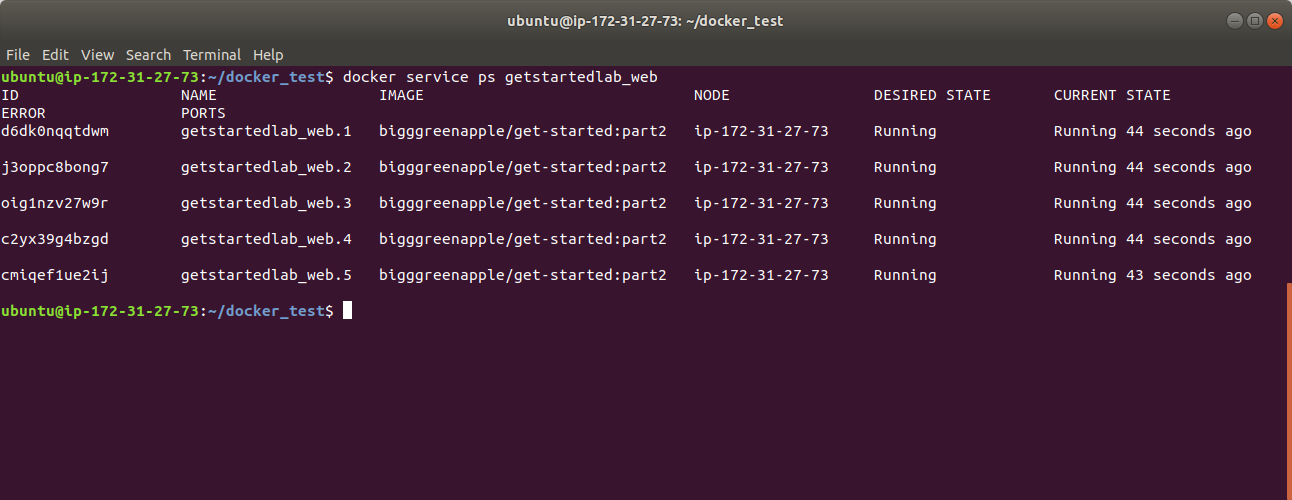 ubuntu@ip-172-31-27-73: ~/docker_test
File Edit View Search Terminal Help
ubuntu@ip-172-31-27-73:~/docker_test$ docker service ps getstartedlab_web
ID NAME IMAGE NODE DESIRED STATE CURRENT STATE
ERROR PORTS
d6dk0nqqtdwm getstartedlab_web.1 bigggreenapple/get-started:part2 ip-172-31-27-73 Running Running 44 seconds ago
j3oppc8bong7 getstartedlab_web.2 bigggreenapple/get-started:part2 ip-172-31-27-73 Running Running 44 seconds ago
oig1nzv27w9r getstartedlab_web.3 bigggreenapple/get-started:part2 ip-172-31-27-73 Running Running 44 seconds ago
c2yx39g4bzgd getstartedlab_web.4 bigggreenapple/get-started:part2 ip-172-31-27-73 Running Running 44 seconds ago
cmiqef1ue2ij getstartedlab_web.5 bigggreenapple/get-started:part2 ip-172-31-27-73 Running Running 43 seconds ago
ubuntu@ip-172-31-27-73:~/docker_test$